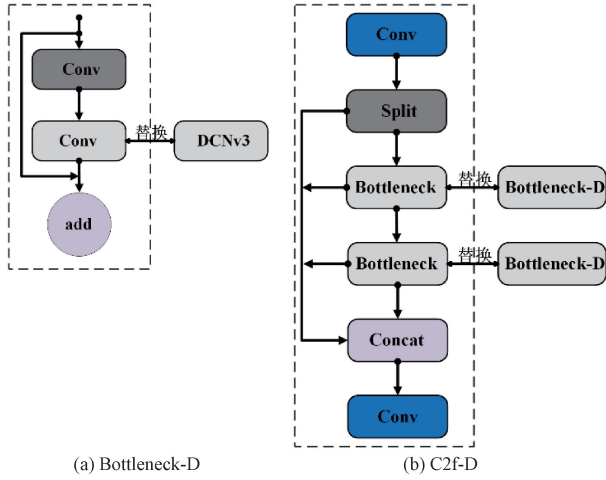 Conv
Conv
替换
DCNv3
add
(a) Bottleneck-D
Conv
Split
Bottleneck
替换
Bottleneck-D
Bottleneck
替换
Bottleneck-D
Concat
Conv
(b) C2f-D